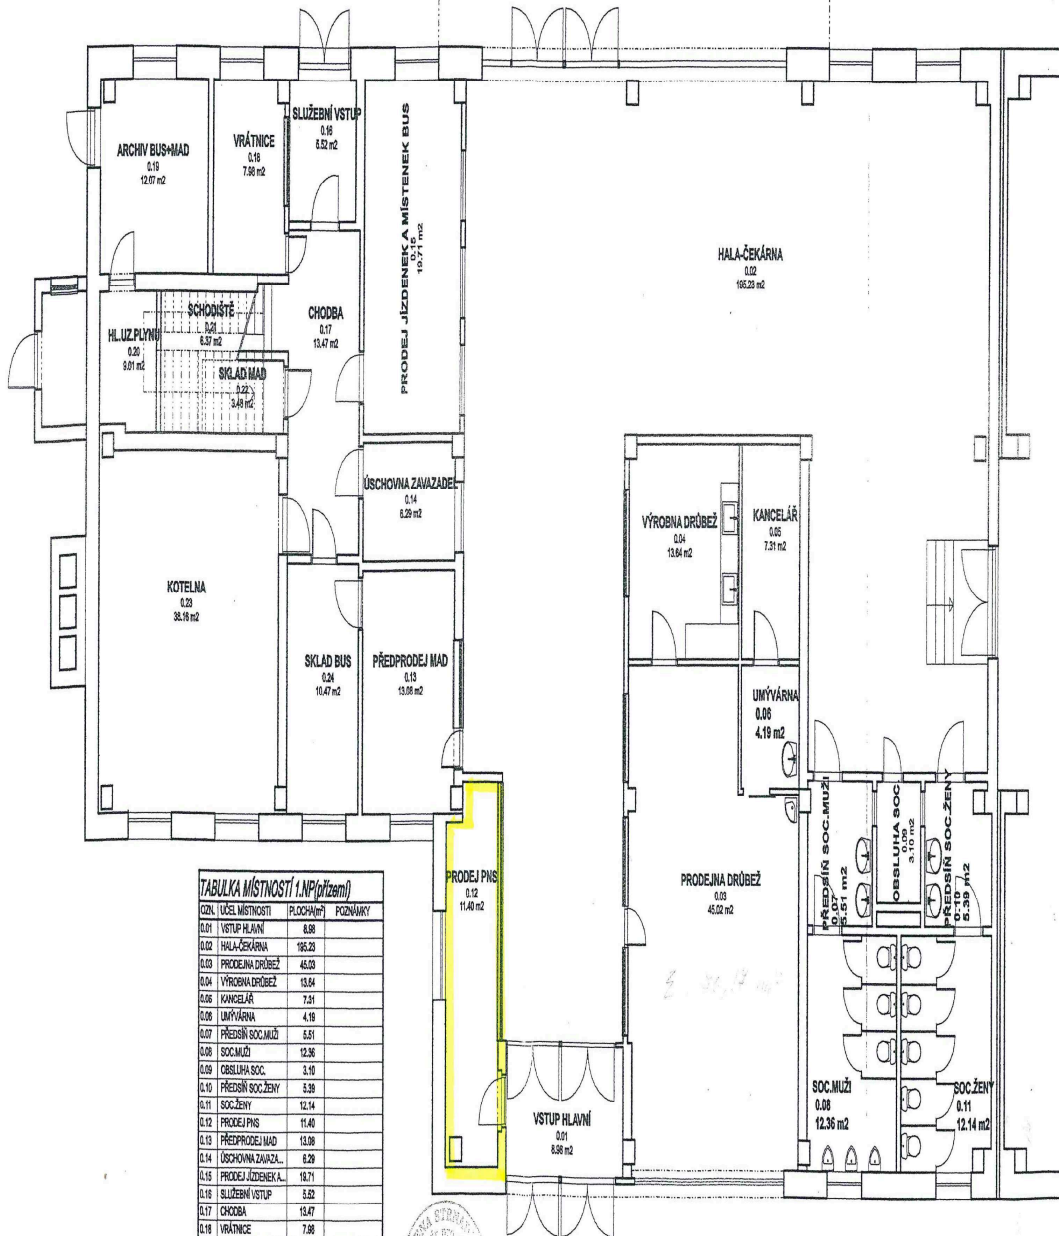 SLUŽEBNÍ VSTUP
0.16
5.52 m2
VRÁTNICE
0.18
7.98 m2
ARCHIV BUS+MAD
0.19
12.07 m2
PRODEJ JÍZDENEK A MÍSTENEK BUS
0.15
19.71 m2
HALA-ČEKÁRNA
0.02
195.23 m2
SCHODIŠTĚ
0.21
6.37 m2
CHODBA
0.17
13.47 m2
HL.UZ.PLYNU
0.20
9.01 m2
SKLAD MAD
0.22
3.49 m2
ÚSCHOVNA ZAVAZADEL
0.14
6.29 m2
VÝROBNA DRŮBEŽ
0.04
13.64 m2
KANCELÁŘ
0.05
7.31 m2
KOTELNA
0.23
38.16 m2
SKLAD BUS
0.24
10.47 m2
PŘEDPRODEJ MAD
0.13
13.08 m2
UMÝVÁRNA
0.06
4.19 m2
PŘEDSÍŇ SOC.MUŽI
0.07
5.51 m2
OBSLUHA SOC
0.09
3.10 m2
PŘEDSÍŇ SOC.ŽENY
0.10
5.39 m2
PRODEJ PNS
0.12
11.40 m2
PRODEJNA DRŮBEŽ
0.03
45.02 m2
SOC.MUŽI
0.08
12.36 m2
SOC.ŽENY
0.11
12.14 m2
VSTUP HLAVNÍ
0.01
8.98 m2
TABULKA MÍSTNOSTÍ 1.NP(přízemí)
OZN. ÚČEL MÍSTNOSTI PLOCHA(m²) POZNÁMKY
0.01 VSTUP HLAVNÍ 8.98
0.02 HALA-ČEKÁRNA 195.23
0.03 PRODEJNA DRŮBEŽ 45.03
0.04 VÝROBNA DRŮBEŽ 13.64
0.05 KANCELÁŘ 7.31
0.06 UMÝVÁRNA 4.19
0.07 PŘEDSÍŇ SOC.MUŽI 5.51
0.08 SOC.MUŽI 12.36
0.09 OBSLUHA SOC. 3.10
0.10 PŘEDSÍŇ SOC.ŽENY 5.39
0.11 SOC.ŽENY 12.14
0.12 PRODEJ PNS 11.40
0.13 PŘEDPRODEJ MAD 13.08
0.14 ÚSCHOVNA ZAVAZA... 6.29
0.15 PRODEJ JÍZDENEK A... 19.71
0.16 SLUŽEBNÍ VSTUP 5.52
0.17 CHODBA 13.47
0.18 VRÁTNICE 7.98